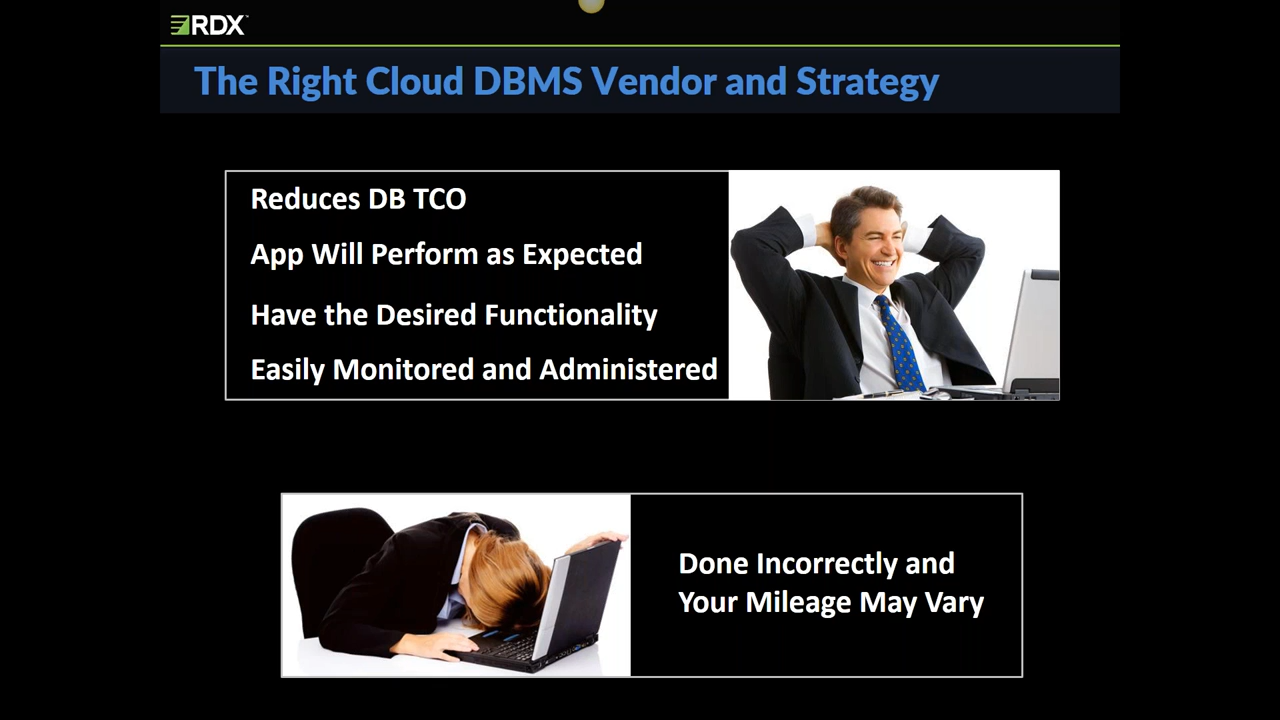 RDX™
The Right Cloud DBMS Vendor and Strategy
Reduces DB TCO
App Will Perform as Expected
Have the Desired Functionality
Easily Monitored and Administered
Done Incorrectly and
Your Mileage May Vary